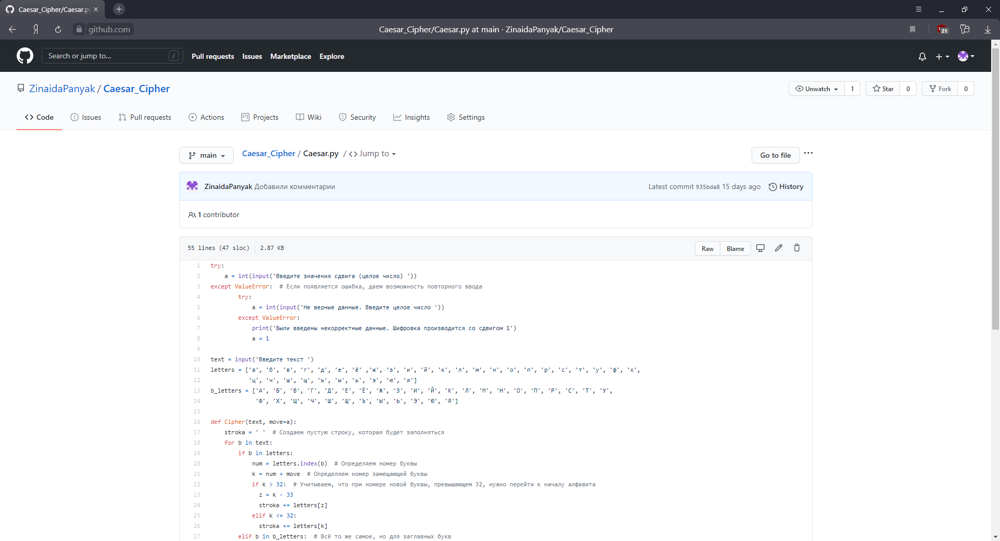 Caesar_Cipher/Caesar.py
github.com
Caesar_Cipher/Caesar.py at main · ZinaidaPanyak/Caesar_Cipher
21
Search or jump to... /
Pull requests Issues Marketplace Explore
ZinaidaPanyak / Caesar_Cipher
Unwatch 1 Star 0 Fork 0
Code Issues Pull requests Actions Projects Wiki Security Insights Settings
main Caesar_Cipher / Caesar.py / <> Jump to Go to file ...
ZinaidaPanyak Добавили комментарии Latest commit 935bda8 15 days ago History
1 contributor
55 lines (47 sloc) 2.87 KB Raw Blame
1 try:
2 a = int(input('Введите значения сдвига (целое число) '))
3 except ValueError: # Если появляется ошибка, даем возможность повторного ввода
4 try:
5 a = int(input('Не верные данные. Введите целое число '))
6 except ValueError:
7 print('Были введены некорректные данные. Шифровка производится со сдвигом 1')
8 a = 1
9
10 text = input('Введите текст ')
11 letters = ['а', 'б', 'в', 'г', 'д', 'е', 'ё' ,'ж', 'з', 'и', 'й', 'к', 'л', 'м', 'н', 'о', 'п', 'р', 'с', 'т', 'у', 'ф', 'х',
12 'ц', 'ч', 'ш', 'щ', 'ъ', 'ы', 'ь', 'э', 'ю', 'я']
13 b_letters = ['А', 'Б', 'В', 'Г', 'Д', 'Е', 'Ё', 'Ж', 'З', 'И', 'Й', 'К', 'Л', 'М', 'Н', 'О', 'П', 'Р', 'С', 'Т', 'У',
14 'Ф', 'Х', 'Ц', 'Ч', 'Ш', 'Щ', 'Ъ', 'Ы', 'Ь', 'Э', 'Ю', 'Я']
15
16 def Cipher(text, move=a):
17 stroka = ' ' # Создаем пустую строку, которая будет заполняться
18 for b in text:
19 if b in letters:
20 num = letters.index(b) # Определяем номер буквы
21 k = num + move # Определяем номер замещающей буквы
22 if k > 32: # Учитываем, что при номере новой буквы, превышающем 32, нужно перейти к началу алфавита
23 z = k - 33
24 stroka += letters[z]
25 elif k <= 32:
26 stroka += letters[k]
27 elif b in b_letters: # Всё то же самое, но для заглавных букв